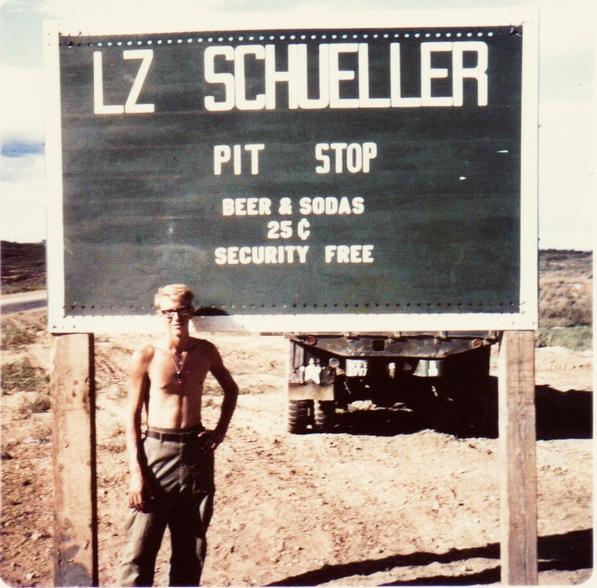 LZ SCHUELLER
PIT STOP
BEER & SODAS
25¢
SECURITY FREE